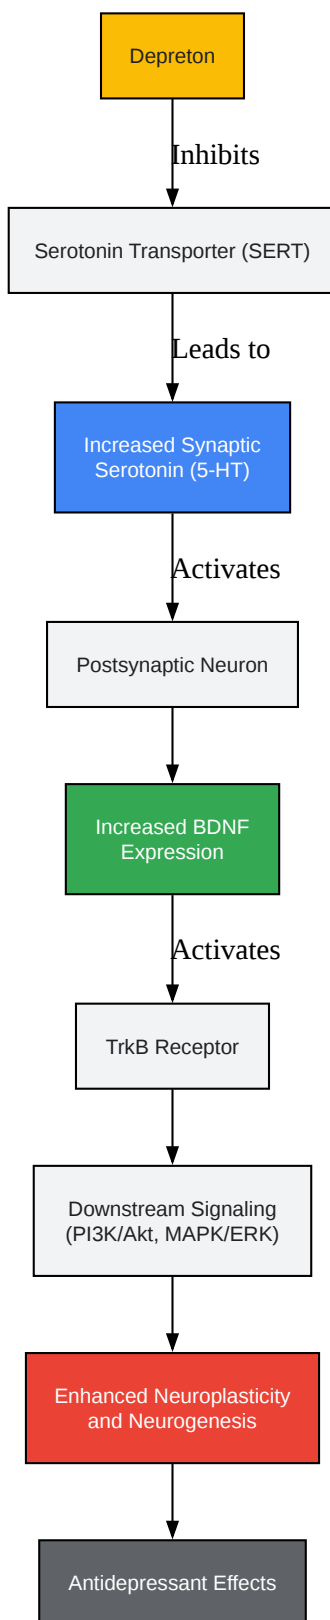 Depreton
Inhibits
Serotonin Transporter (SERT)
Leads to
Increased Synaptic
Serotonin (5-HT)
Activates
Postsynaptic Neuron
Increased BDNF
Expression
Activates
TrkB Receptor
Downstream Signaling
(PI3K/Akt, MAPK/ERK)
Enhanced Neuroplasticity
and Neurogenesis
Antidepressant Effects